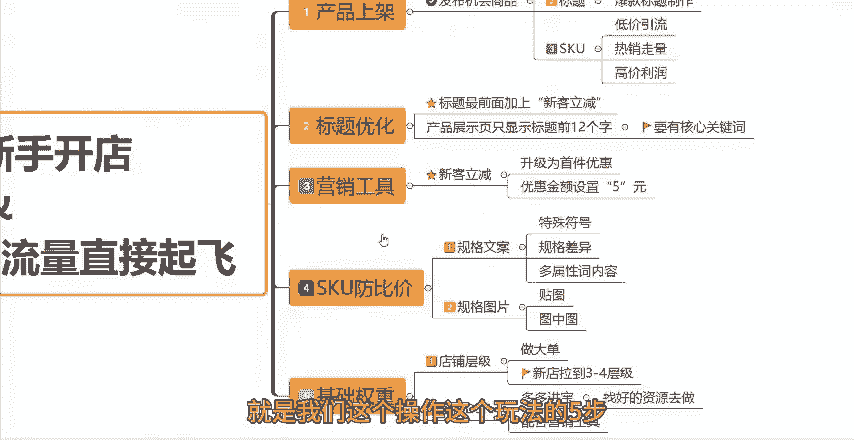 新手开店
流量直接起飞
1 产品上架
发布机会商品
2 标题
爆款标题制作
3 SKU
低价引流
热销走量
高价利润
2 标题优化
标题最前面加上“新客立减”
产品展示页只显示标题前12个字
要有核心关键词
3 营销工具
新客立减
升级为首件优惠
优惠金额设置“5”元
4 SKU防比价
1 规格文案
特殊符号
规格差异
多属性词内容
2 规格图片
贴图
图中图
基础权重
1 店铺层级
做大单
新店拉到3-4层级
多多进宝
找好的资源去做
配合营销工具
就是我们这个操作这个玩法的5步